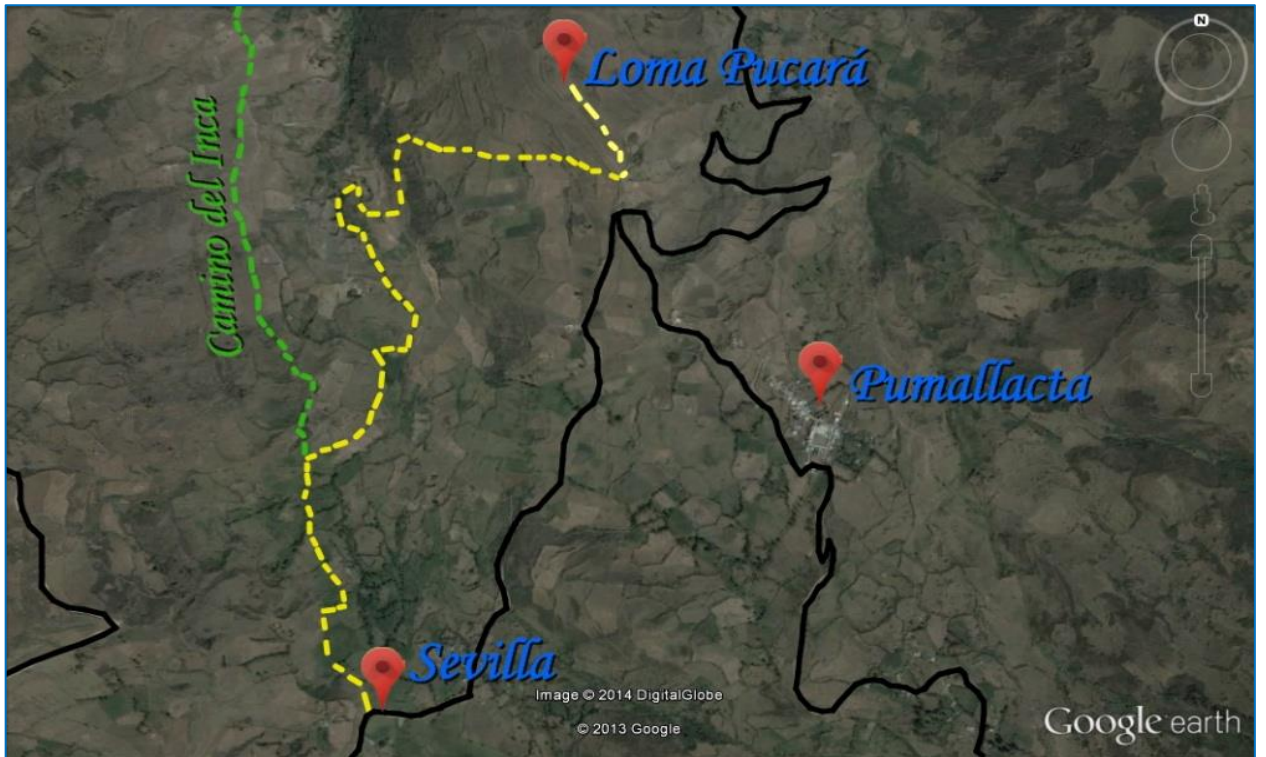 N
Loma Pucará
Camino del Inca
Pumallacta
Sevilla
Image © 2014 DigitalGlobe
© 2013 Google
Google earth